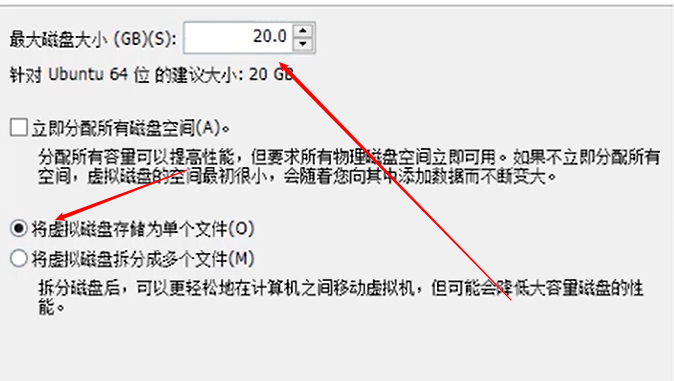 最大磁盘大小 (GB)(S): 20.0
针对 Ubuntu 64 位 的建议大小: 20 GB
立即分配所有磁盘空间(A)。
分配所有容量可以提高性能，但要求所有物理磁盘空间立即可用。如果不立即分配所有
空间，虚拟磁盘的空间最初很小，会随着您向其中添加数据而不断变大。
将虚拟磁盘存储为单个文件(O)
将虚拟磁盘拆分成多个文件(M)
拆分磁盘后，可以更轻松地在计算机之间移动虚拟机，但可能会降低大容量磁盘的性
能。